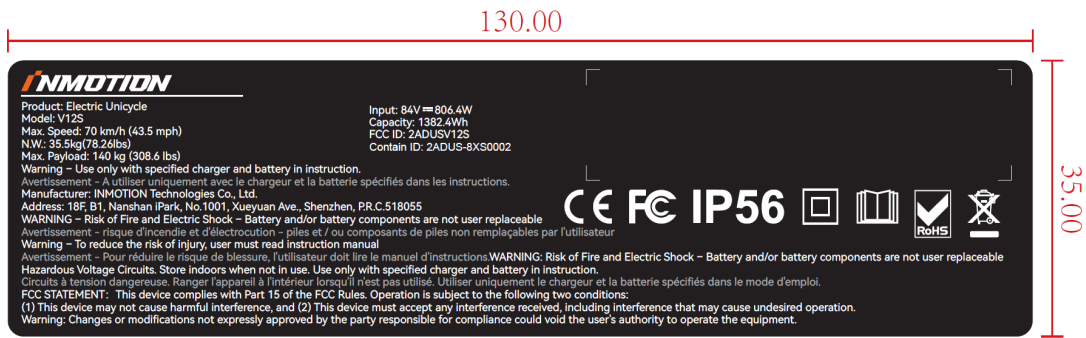 130.00
INMOTION
Product: Electric Unicycle
Model: V12S
Max. Speed: 70 km/h (43.5 mph)
N.W.: 35.5kg(78.26lbs)
Max. Payload: 140 kg (308.6 lbs)
Input: 84V⎓806.4W
Capacity: 1382.4Wh
FCC ID: 2ADUSV12S
Contain ID: 2ADUS-8XS0002
Warning – Use only with specified charger and battery in instruction.
Avertissement - A utiliser uniquement avec le chargeur et la batterie spécifiés dans les instructions.
Manufacturer: INMOTION Technologies Co., Ltd.
Address: 18F, B1, Nanshan iPark, No.1001, Xueyuan Ave., Shenzhen, P.R.C.518055
WARNING – Risk of Fire and Electric Shock – Battery and/or battery components are not user replaceable
Avertissement - risque d'incendie et d'électrocution - piles et / ou composants de piles non remplaçables par l'utilisateur
Warning – To reduce the risk of injury, user must read instruction manual
Avertissement - Pour réduire le risque de blessure, l'utilisateur doit lire le manuel d'instructions.WARNING: Risk of Fire and Electric Shock – Battery and/or battery components are not user replaceable
Hazardous Voltage Circuits. Store indoors when not in use. Use only with specified charger and battery in instruction.
Circuits à tension dangereuse. Ranger l'appareil à l'intérieur lorsqu'il n'est pas utilisé. Utiliser uniquement le chargeur et la batterie spécifiés dans le mode d'emploi.
FCC STATEMENT: This device complies with Part 15 of the FCC Rules. Operation is subject to the following two conditions:
(1) This device may not cause harmful interference, and (2) This device must accept any interference received, including interference that may cause undesired operation.
Warning: Changes or modifications not expressly approved by the party responsible for compliance could void the user's authority to operate the equipment.
CE FC IP56
RoHS
35.00